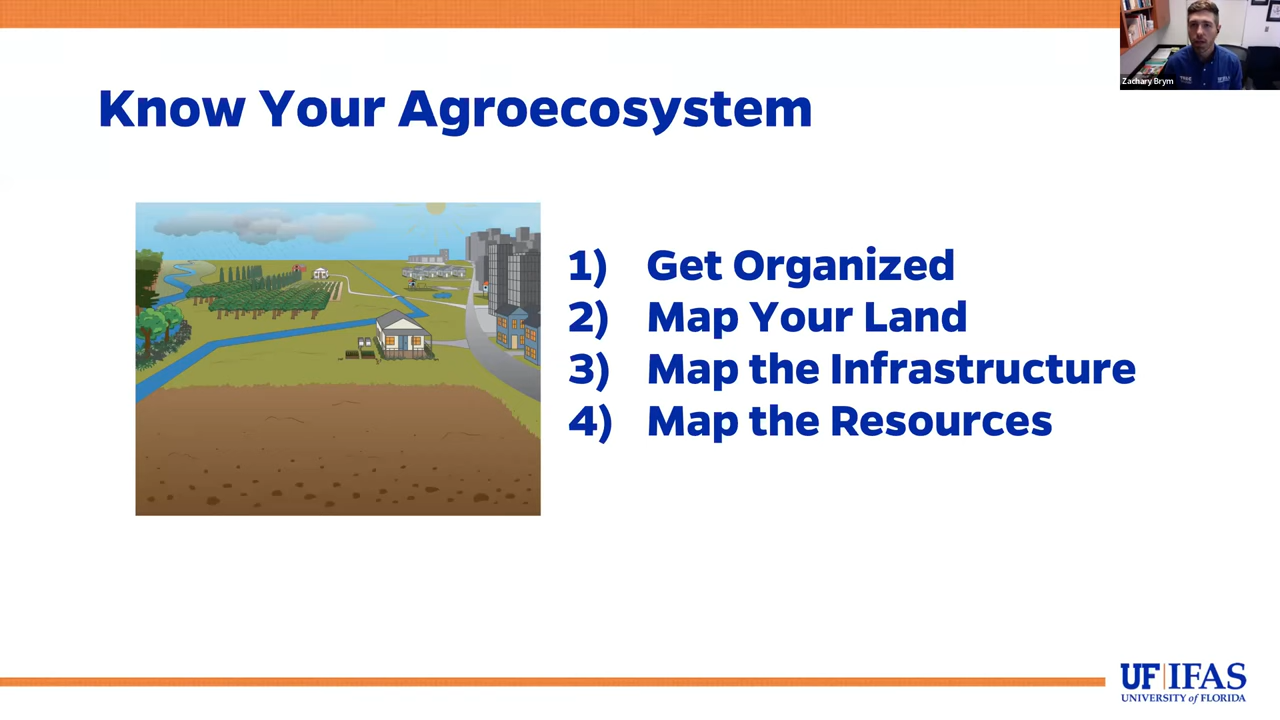 Zachary Brym
Know Your Agroecosystem
1) Get Organized
2) Map Your Land
3) Map the Infrastructure
4) Map the Resources
UF|IFAS
UNIVERSITY of FLORIDA